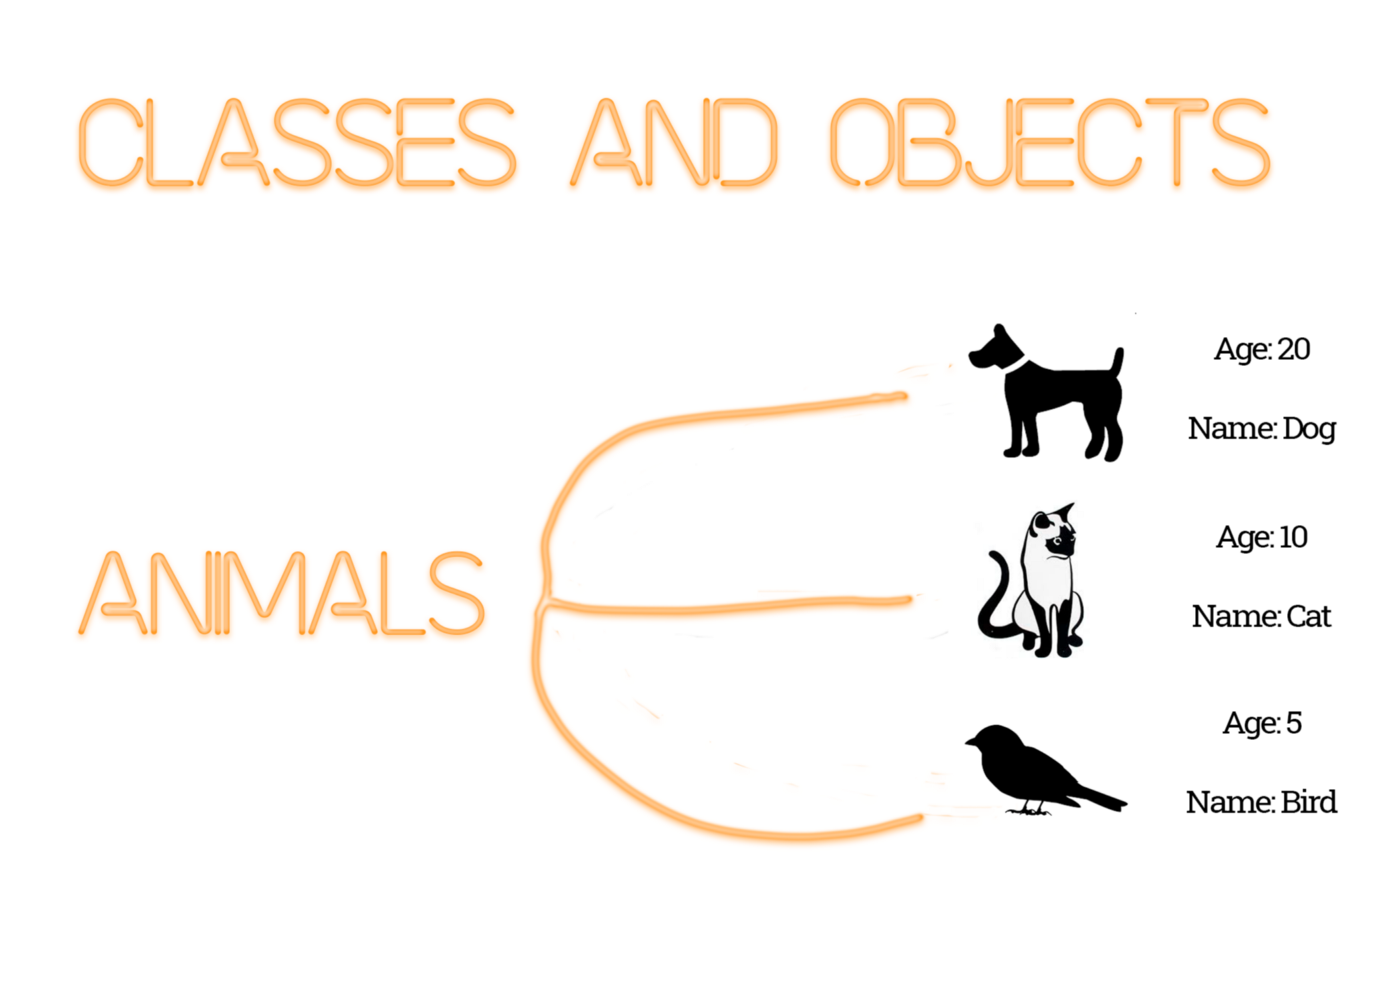 CLASSES AND OBJECTS
Age: 20
Name: Dog
ANIMALS
Age: 10
Name: Cat
Age: 5
Name: Bird